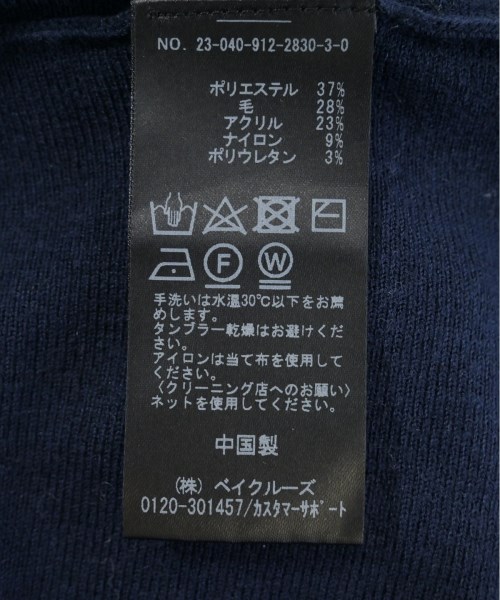 NO. 23-040-912-2830-3-0
ポリエステル 37%
毛 28%
アクリル 23%
ナイロン 9%
ポリウレタン 3%
F
W
手洗いは水温30℃以下をお薦
めします。
タンブラー乾燥はお避けくだ
さい。
アイロンは当て布を使用して
ください。
〈クリーニング店へのお願い〉
ネットを使用してください。
中国製
(株) ベイクルーズ
0120-301457/カスタマーサポート